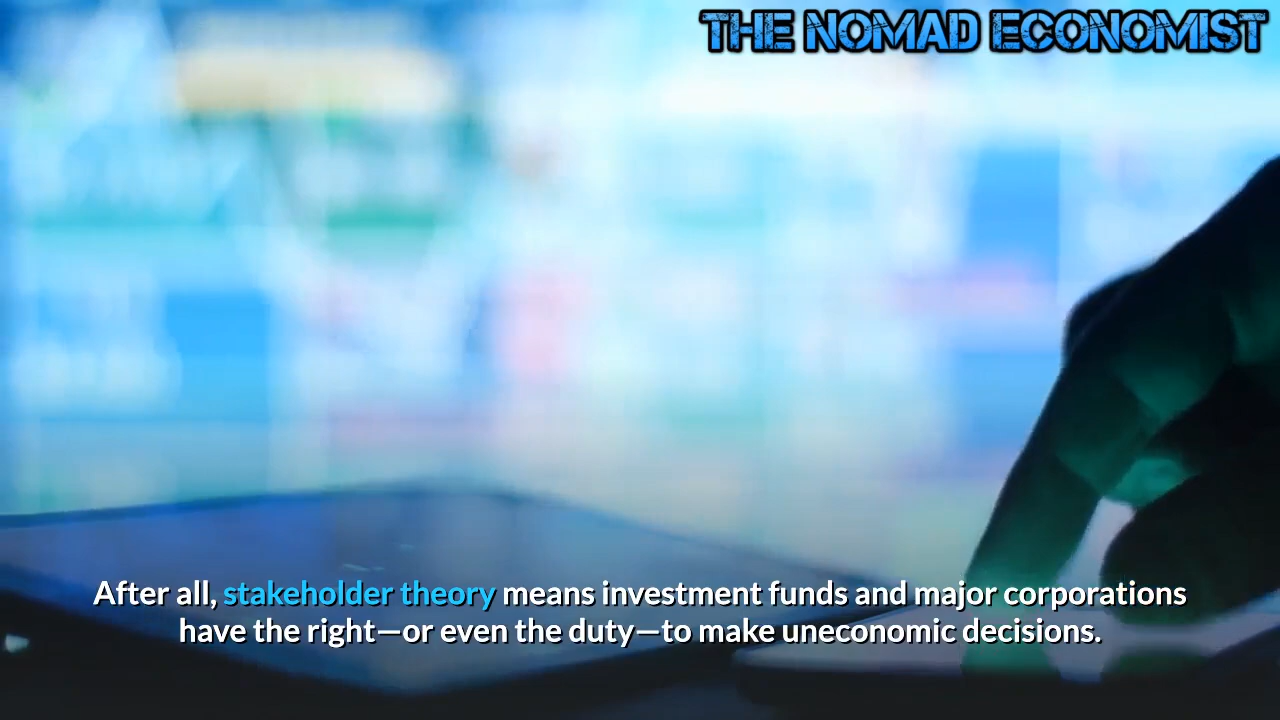 THE NOMAD ECONOMIST
After all, stakeholder theory means investment funds and major corporations
have the right—or even the duty—to make uneconomic decisions.